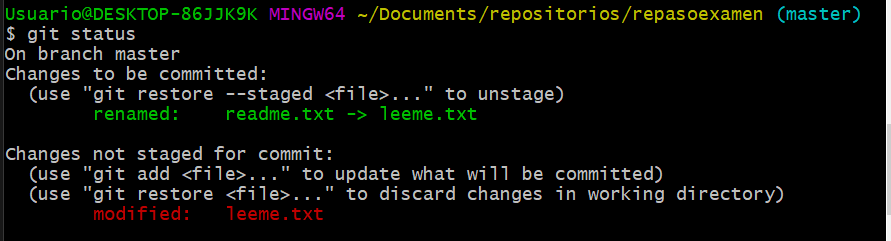 Usuario@DESKTOP-86JJK9K MINGW64 ~/Documents/repositorios/repasoexamen (master)
$ git status
On branch master
Changes to be committed:
  (use "git restore --staged <file>..." to unstage)
        renamed:    readme.txt -> leeme.txt

Changes not staged for commit:
  (use "git add <file>..." to update what will be committed)
  (use "git restore <file>..." to discard changes in working directory)
        modified:   leeme.txt